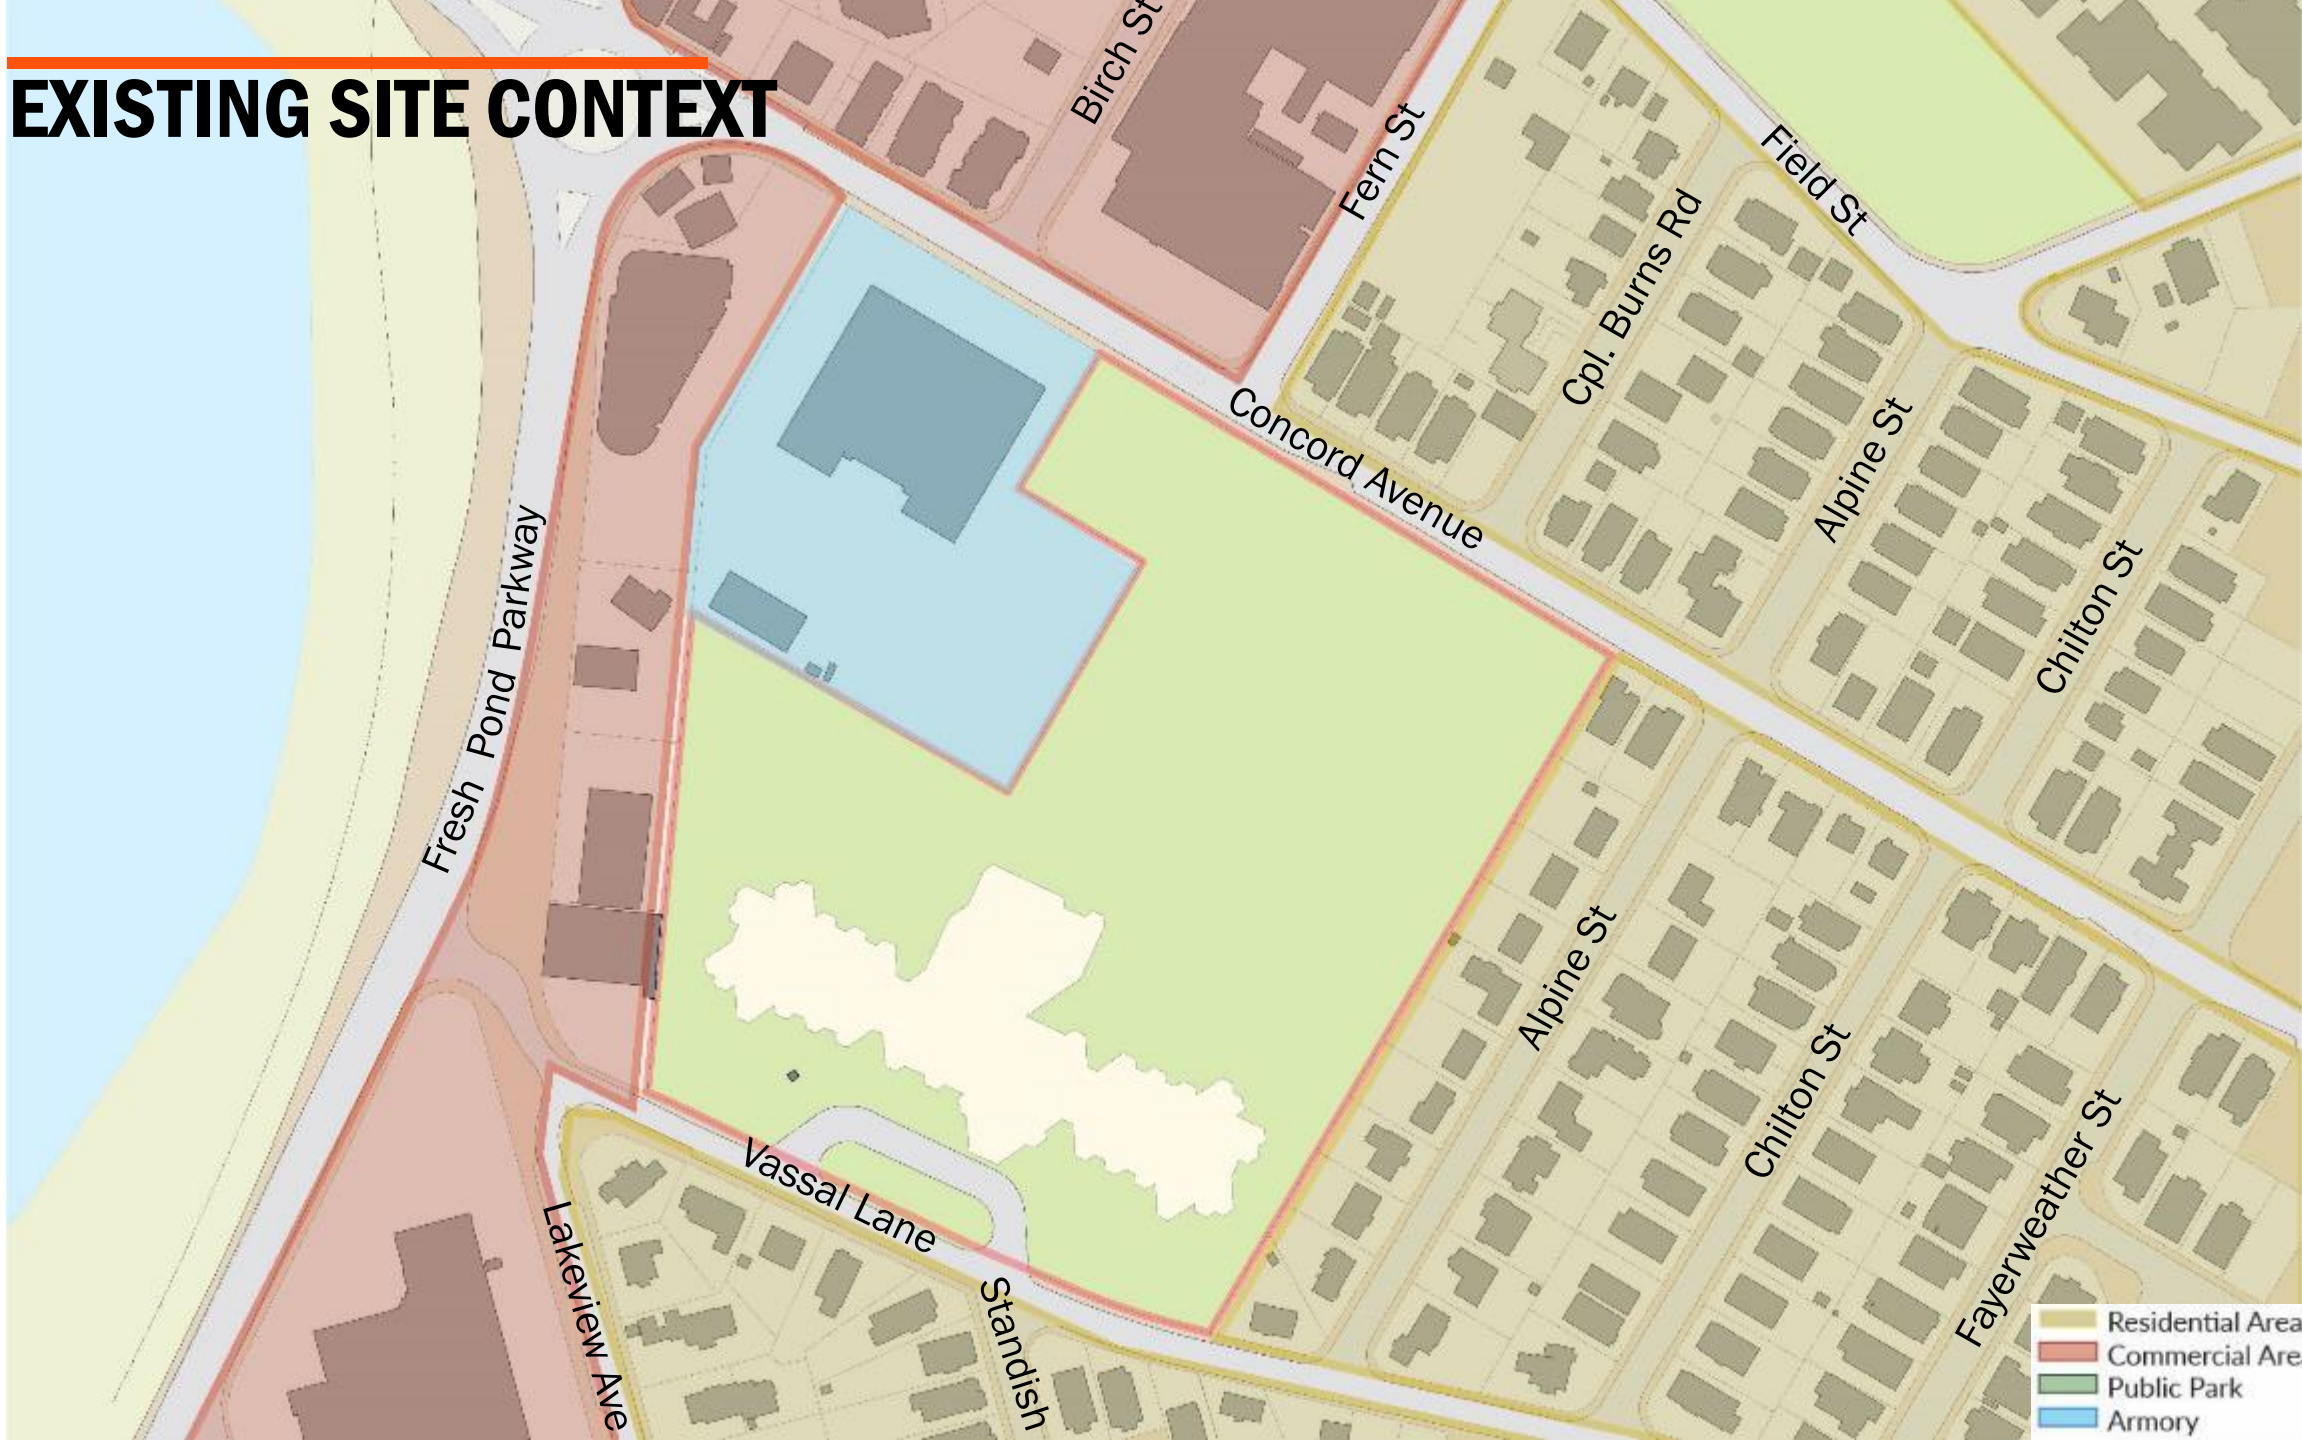 EXISTING SITE CONTEXT
Birch St
Fern St
Field St
Cpl. Burns Rd
Concord Avenue
Alpine St
Chilton St
Fresh Pond Parkway
Alpine St
Chilton St
Fayerweather St
Vassal Lane
Lakeview Ave
Standish
Residential Area
Commercial Are
Public Park
Armory